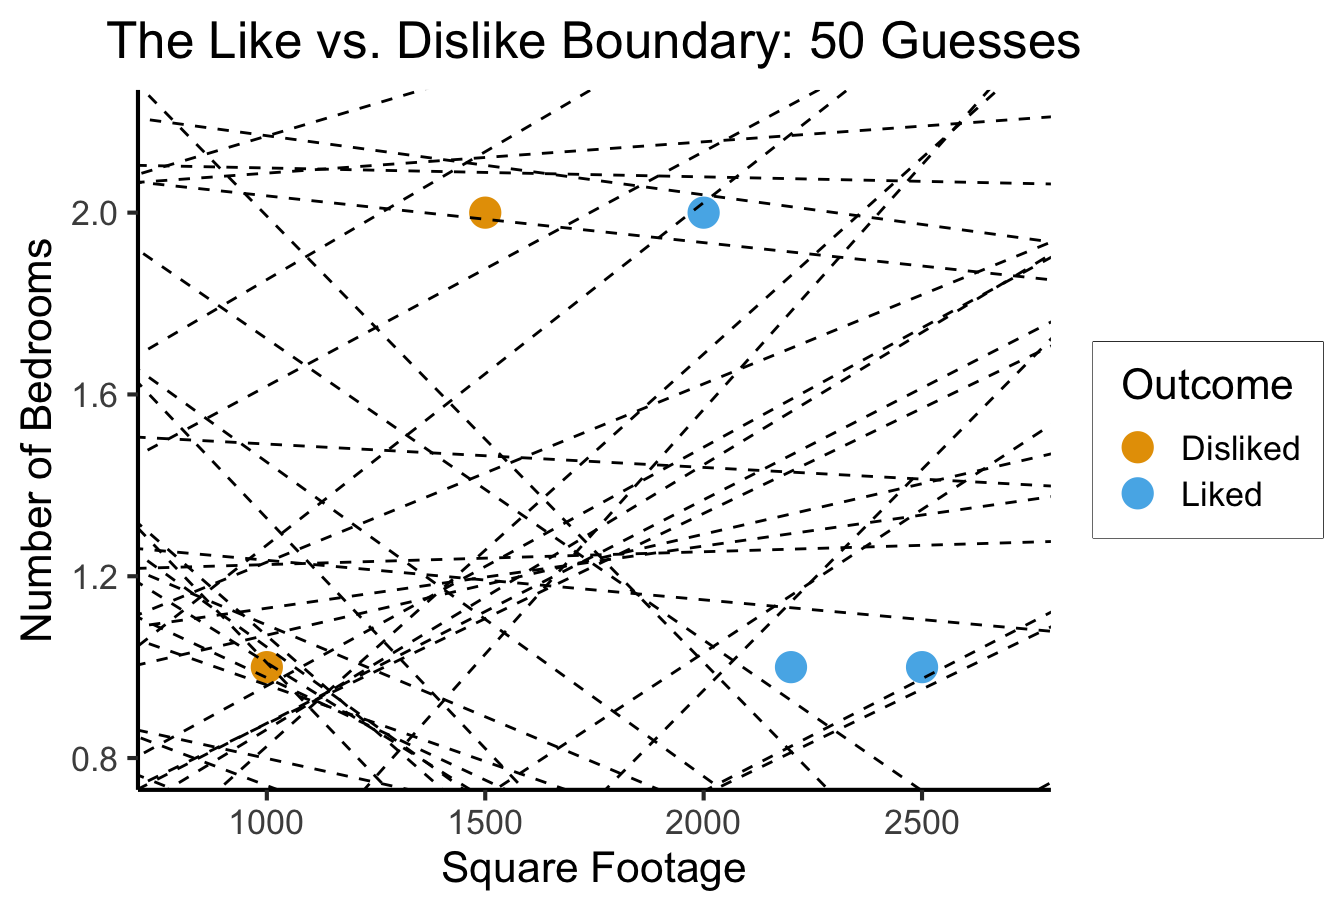 The Like vs. Dislike Boundary: 50 Guesses
Number of Bedrooms
2.0
1.6
1.2
0.8
1000 1500 2000 2500
Square Footage
Outcome
Disliked
Liked